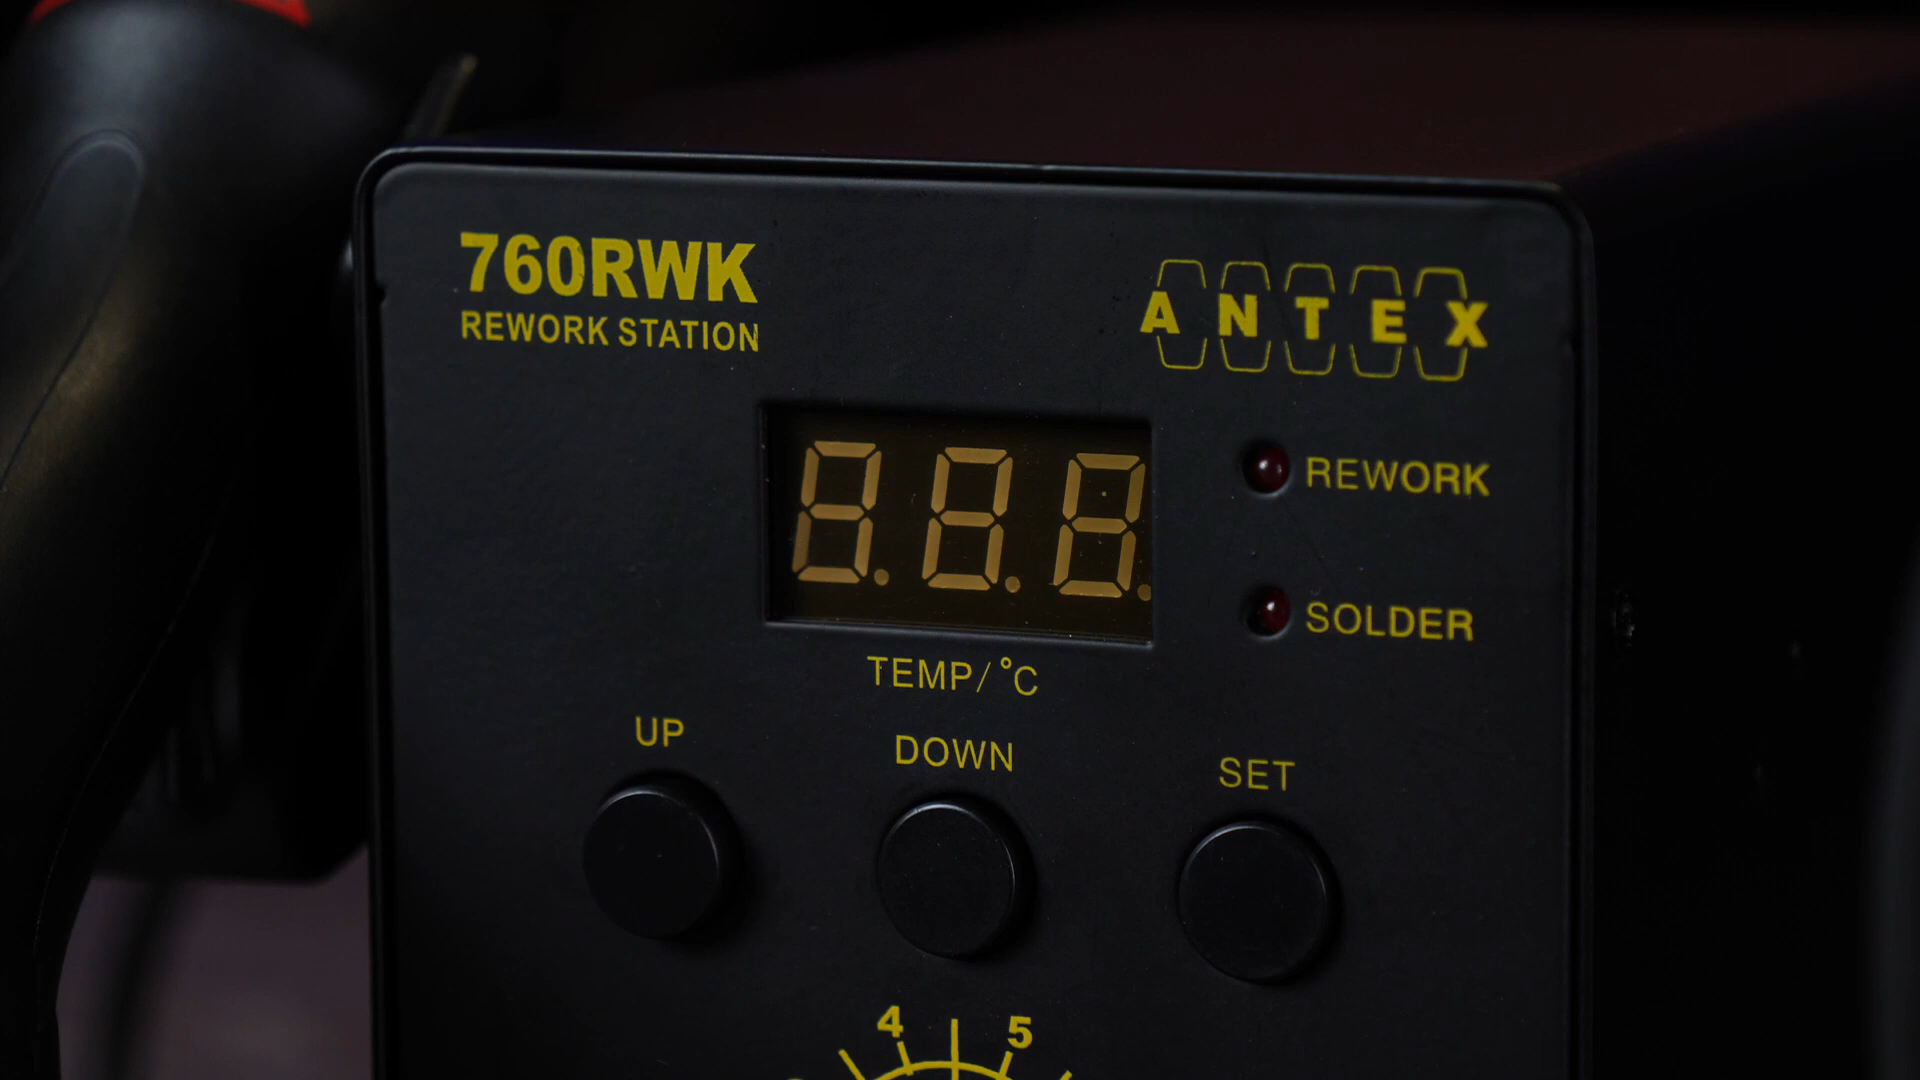 760RWK
REWORK STATION
ANTEX
8.8.8.
REWORK
SOLDER
TEMP/°C
UP
DOWN
SET
4
5